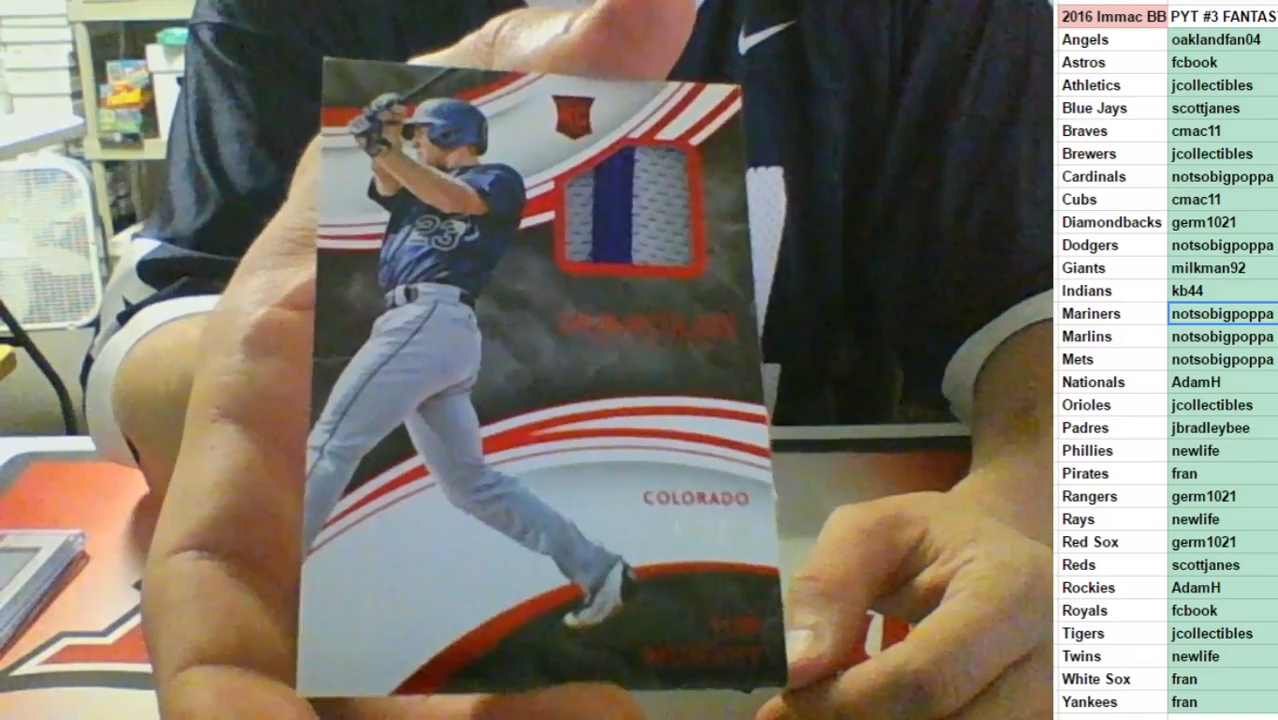 2016 Immac BB PYT #3 FANTAS
Angels oaklandfan04
Astros fcbook
Athletics jcollectibles
Blue Jays scottjanes
Braves cmac11
Brewers jcollectibles
Cardinals notsobigpoppa
Cubs cmac11
Diamondbacks germ1021
Dodgers notsobigpoppa
Giants milkman92
Indians kb44
Mariners notsobigpoppa
Marlins notsobigpoppa
Mets notsobigpoppa
Nationals AdamH
Orioles jcollectibles
Padres jbradleybee
Phillies newlife
Pirates fran
Rangers germ1021
Rays newlife
Red Sox germ1021
Reds scottjanes
Rockies AdamH
Royals fcbook
Tigers jcollectibles
Twins newlife
White Sox fran
Yankees fran
RC
23
COLORADO
MURPHY